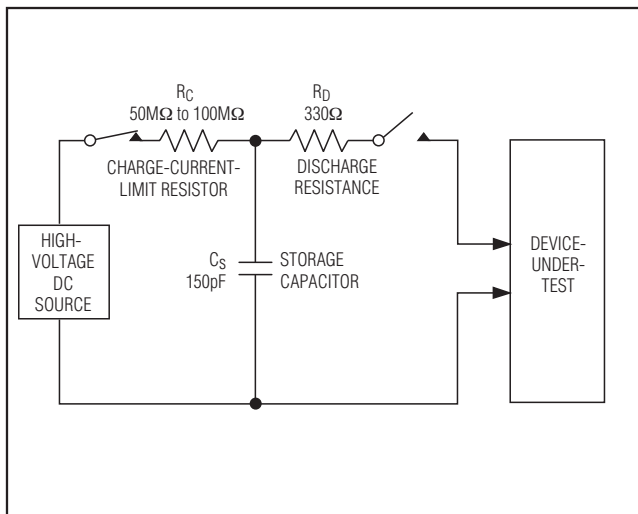 R_C
50MΩ to 100MΩ
CHARGE-CURRENT-
LIMIT RESISTOR
R_D
330Ω
DISCHARGE
RESISTANCE
HIGH-
VOLTAGE
DC
SOURCE
C_S
150pF
STORAGE
CAPACITOR
DEVICE-
UNDER-
TEST